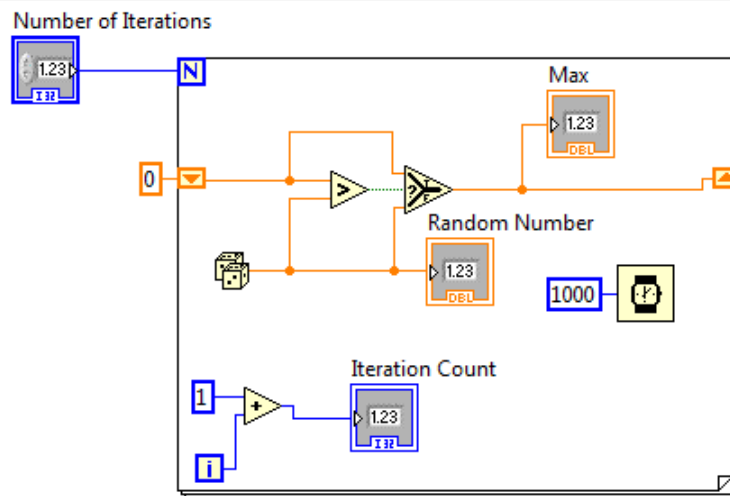 Number of Iterations
1.23
I32
N
Max
1.23
DBL
0
>
?
T
F
Random Number
1.23
DBL
1000
Iteration Count
1
+
1.23
I32
i